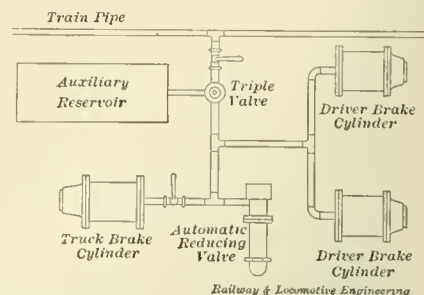 Train Pipe
Auxiliary
Reservoir
Triple
Valve
Driver Brake
Cylinder
Truck Brake
Cylinder
Automatic
Reducing
Valve
Driver Brake
Cylinder
Railway & Locomotive Engineering